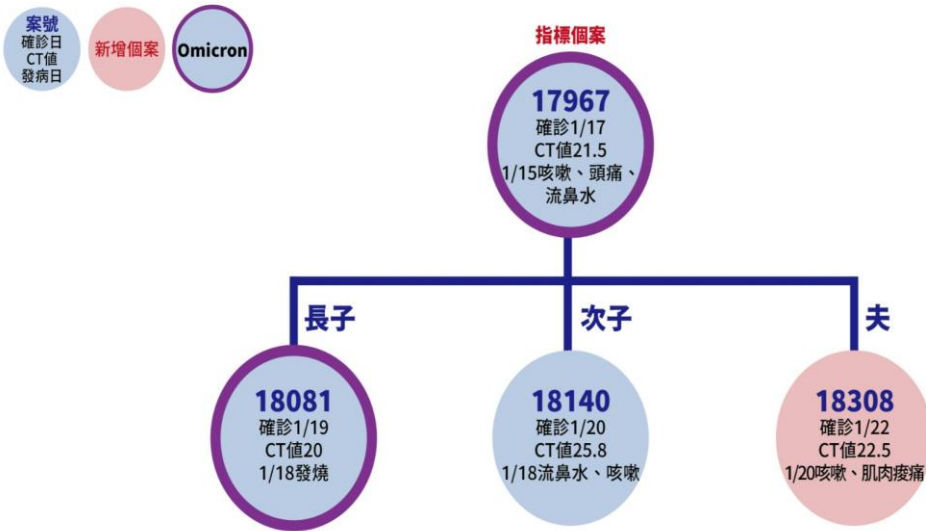 案號
確診日
CT值
發病日
新增個案
Omicron
指標個案
17967
確診1/17
CT值21.5
1/15咳嗽、頭痛、
流鼻水
長子
次子
夫
18081
確診1/19
CT值20
1/18發燒
18140
確診1/20
CT值25.8
1/18流鼻水、咳嗽
18308
確診1/22
CT值22.5
1/20咳嗽、肌肉痠痛